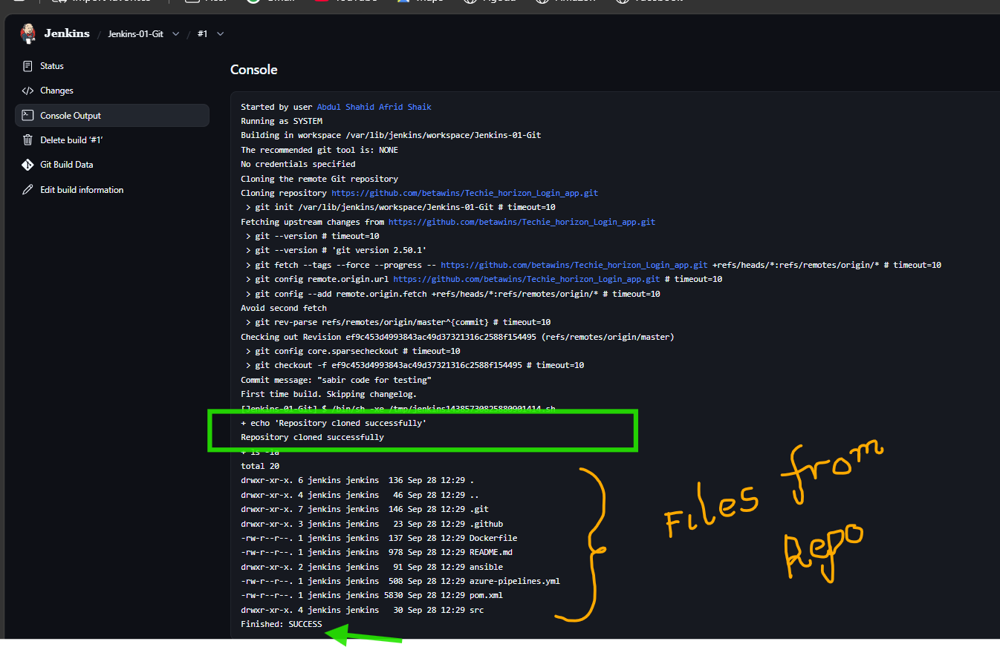 Import favorites
Gmail
YouTube
Maps
Agoda
Amazon
Facebook
Jenkins / Jenkins-01-Git / #1
Status
Changes
Console Output
Delete build ‘#1’
Git Build Data
Edit build information
Console
Started by user Abdul Shahid Afrid Shaik
Running as SYSTEM
Building in workspace /var/lib/jenkins/workspace/Jenkins-01-Git
The recommended git tool is: NONE
No credentials specified
Cloning the remote Git repository
Cloning repository https://github.com/betawins/Techie_horizon_Login_app.git
> git init /var/lib/jenkins/workspace/Jenkins-01-Git # timeout=10
Fetching upstream changes from https://github.com/betawins/Techie_horizon_Login_app.git
> git --version # timeout=10
> git --version # 'git version 2.50.1'
> git fetch --tags --force --progress -- https://github.com/betawins/Techie_horizon_Login_app.git +refs/heads/*:refs/remotes/origin/* # timeout=10
> git config remote.origin.url https://github.com/betawins/Techie_horizon_Login_app.git # timeout=10
> git config --add remote.origin.fetch +refs/heads/*:refs/remotes/origin/* # timeout=10
Avoid second fetch
> git rev-parse refs/remotes/origin/master^{commit} # timeout=10
Checking out Revision ef9c453d4993843ac49d37321316c2588f154495 (refs/remotes/origin/master)
> git config core.sparsecheckout # timeout=10
> git checkout -f ef9c453d4993843ac49d37321316c2588f154495 # timeout=10
Commit message: "sabir code for testing"
First time build. Skipping changelog.
[Jenkins-01-Git] $ /bin/sh -xe /tmp/jenkins14385730825880901414.sh
+ echo 'Repository cloned successfully'
Repository cloned successfully
+ ls -la
total 20
drwxr-xr-x. 6 jenkins jenkins 136 Sep 28 12:29 .
drwxr-xr-x. 4 jenkins jenkins 46 Sep 28 12:29 ..
drwxr-xr-x. 7 jenkins jenkins 146 Sep 28 12:29 .git
drwxr-xr-x. 3 jenkins jenkins 23 Sep 28 12:29 .github
-rw-r--r--. 1 jenkins jenkins 137 Sep 28 12:29 Dockerfile
-rw-r--r--. 1 jenkins jenkins 978 Sep 28 12:29 README.md
drwxr-xr-x. 2 jenkins jenkins 91 Sep 28 12:29 ansible
-rw-r--r--. 1 jenkins jenkins 508 Sep 28 12:29 azure-pipelines.yml
-rw-r--r--. 1 jenkins jenkins 5830 Sep 28 12:29 pom.xml
drwxr-xr-x. 4 jenkins jenkins 30 Sep 28 12:29 src
Finished: SUCCESS
Files from
Repo